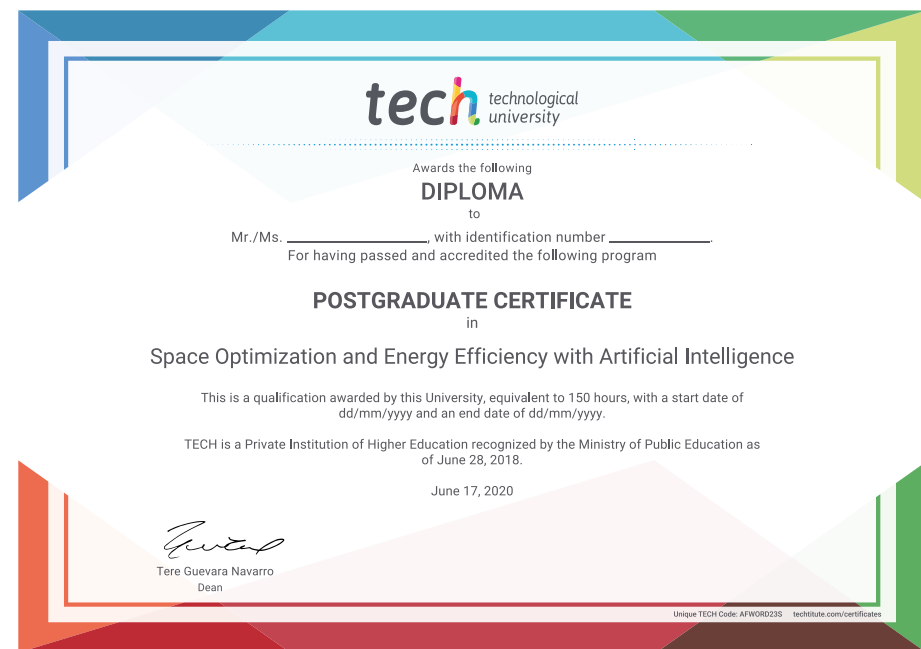 tech technological
university
Awards the following
DIPLOMA
to
Mr./Ms. ____________________, with identification number ______________.
For having passed and accredited the following program
POSTGRADUATE CERTIFICATE
in
Space Optimization and Energy Efficiency with Artificial Intelligence
This is a qualification awarded by this University, equivalent to 150 hours, with a start date of
dd/mm/yyyy and an end date of dd/mm/yyyy.
TECH is a Private Institution of Higher Education recognized by the Ministry of Public Education as
of June 28, 2018.
June 17, 2020
Tere Guevara Navarro
Dean
Unique TECH Code: AFWORD23S techtitute.com/certificates